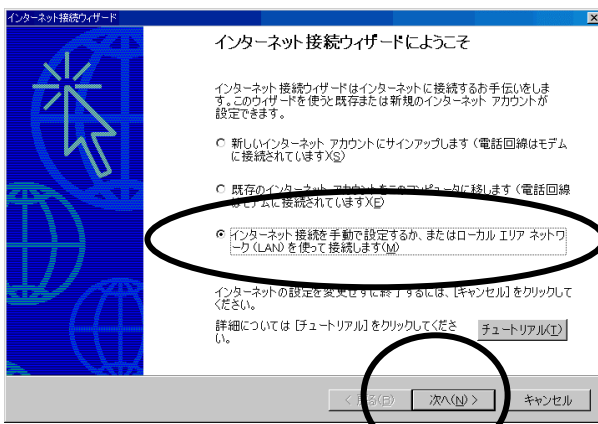 インターネット接続ウィザード
インターネット接続ウィザードにようこそ
インターネット接続ウィザードはインターネットに接続するお手伝いをしま
す。このウィザードを使うと既存または新規のインターネット アカウントが
設定できます。
新しいインターネット アカウントにサインアップします（電話回線はモデム
に接続されています）(S)
既存のインターネット アカウントをこのコンピュータに移します（電話回線
はモデムに接続されています）(E)
インターネット接続を手動で設定するか、またはローカル エリア ネットワ
ーク（LAN）を使って接続します(M)
インターネットの設定を変更せずに終了するには、[キャンセル] をクリックして
ください。
詳細については [チュートリアル] をクリックしてくださ
い。
チュートリアル(T)
< 戻る(B)
次へ(N) >
キャンセル